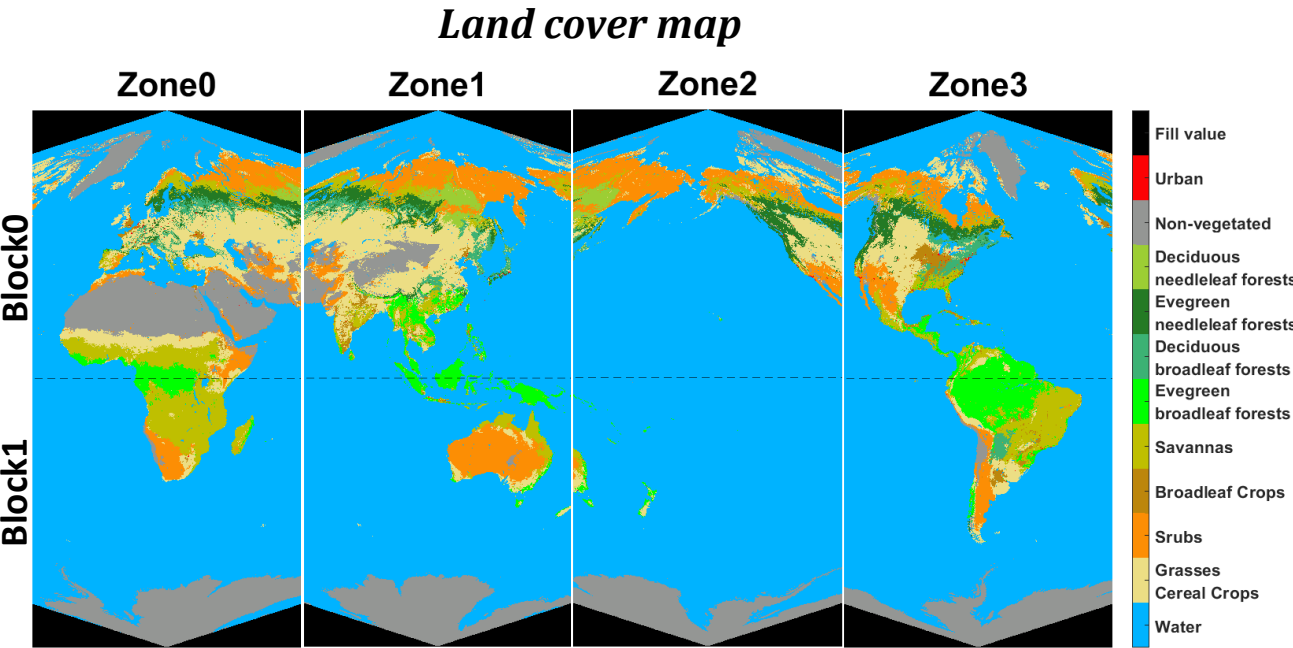 Land cover map
Zone0
Zone1
Zone2
Zone3
Block0
Block1
Fill value
Urban
Non-vegetated
Deciduous
needleleaf forests
Evegreen
needleleaf forests
Deciduous
broadleaf forests
Evegreen
broadleaf forests
Savannas
Broadleaf Crops
Srubs
Grasses
Cereal Crops
Water